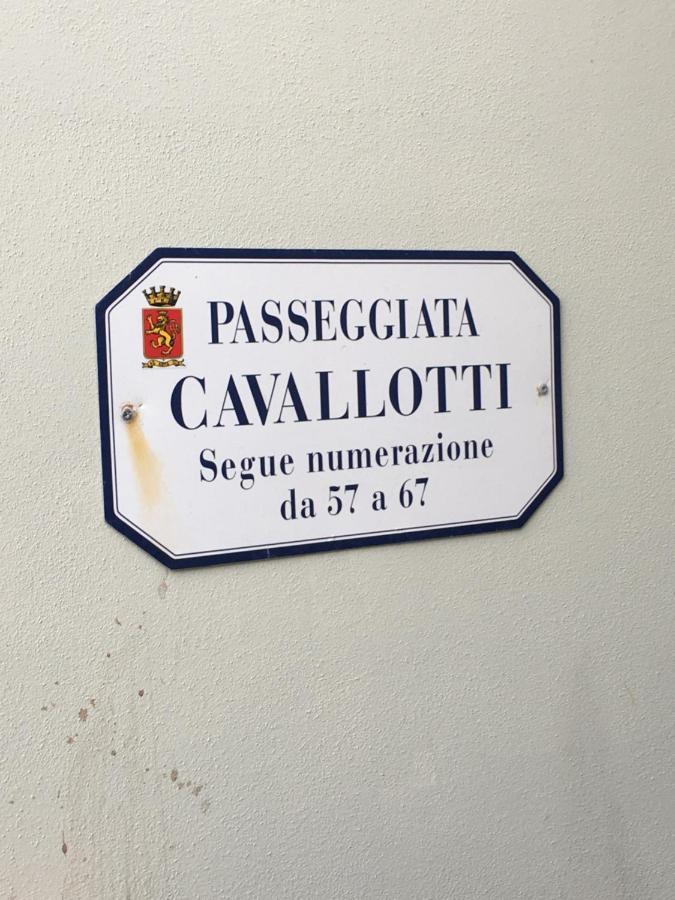 PASSEGGIATA
CAVALLOTTI
Segue numerazione
da 57 a 67